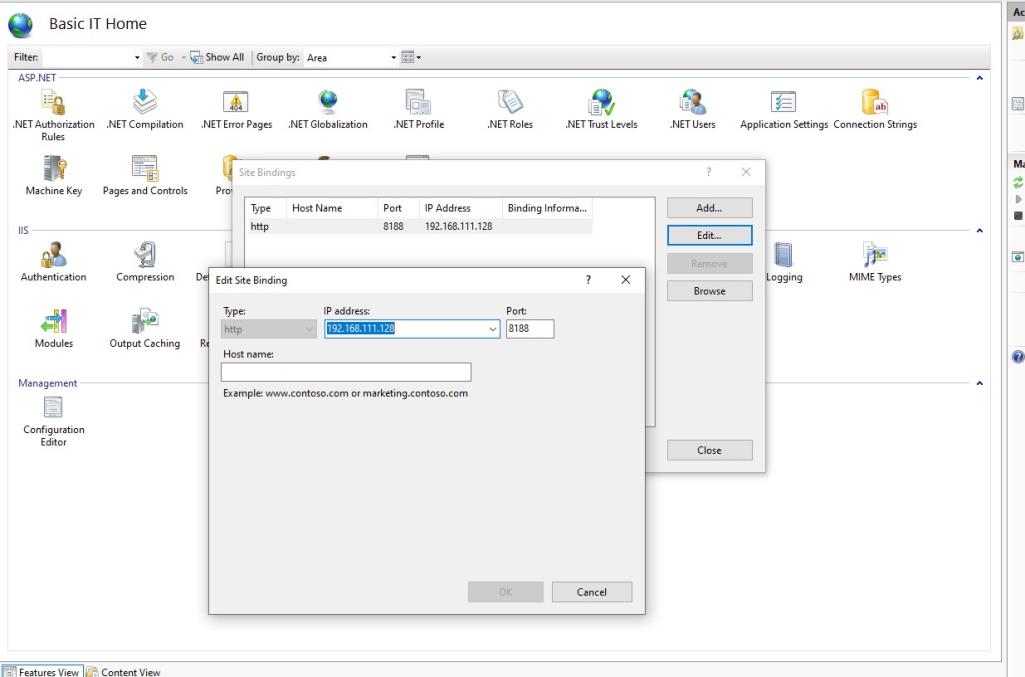 Basic IT Home
Ac
Filter:
Go
Show All
Group by:
Area
ASP.NET
.NET Authorization Rules
.NET Compilation
.NET Error Pages
.NET Globalization
.NET Profile
.NET Roles
.NET Trust Levels
.NET Users
Application Settings
Connection Strings
Machine Key
Pages and Controls
Pro
Ma
Site Bindings
Type
Host Name
Port
IP Address
Binding Informa...
http
8188
192.168.111.128
Add...
Edit...
Remove
Browse
Close
IIS
Authentication
Compression
De
Logging
MIME Types
Modules
Output Caching
Re
Edit Site Binding
Type:
IP address:
Port:
http
192.168.111.128
8188
Host name:
Example: www.contoso.com or marketing.contoso.com
OK
Cancel
Management
Configuration Editor
Features View
Content View